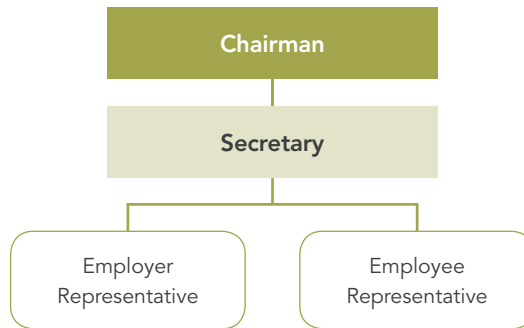 Chairman
Secretary
Employer
Representative
Employee
Representative